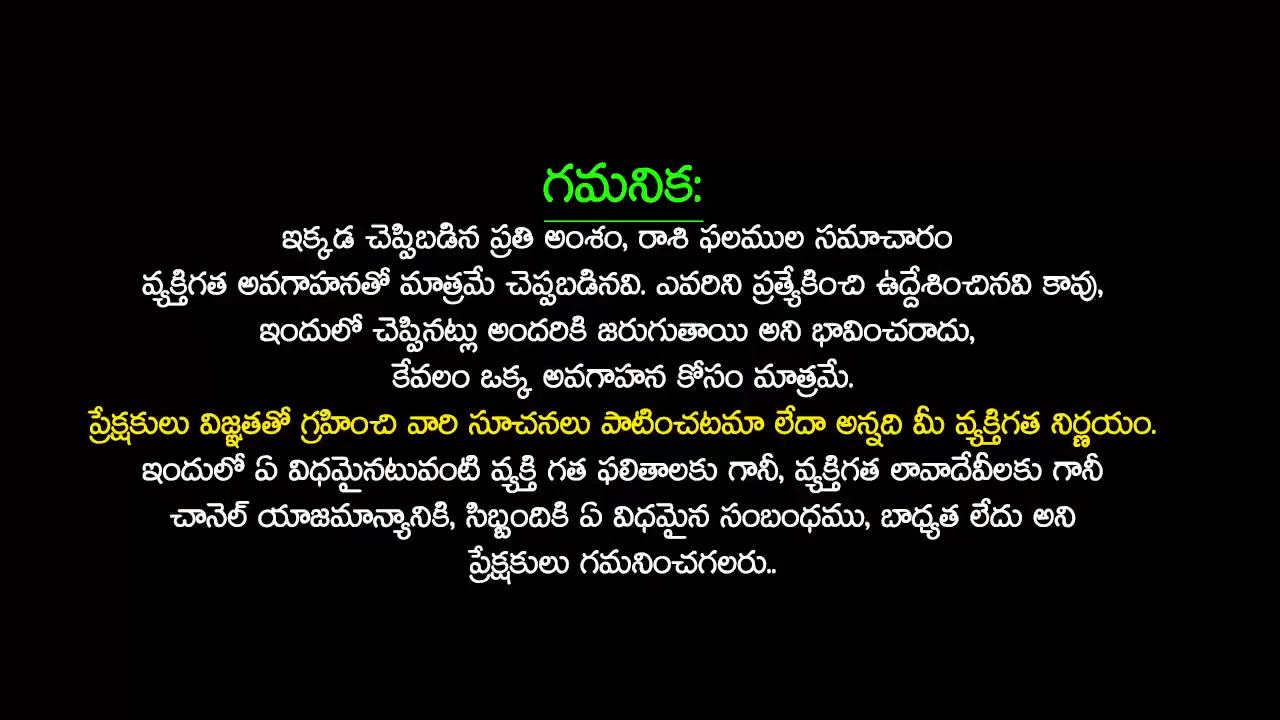 గమనిక:
ఇక్కడ చెప్పిబడిన ప్రతి అంశం, రాశి ఫలముల సమాచారం
వ్యక్తిగత అవగాహనతో మాత్రమే చెప్పబడినవి. ఎవరిని ప్రత్యేకించి ఉద్దేశించినవి కావు,
ఇందులో చెప్పినట్లు అందరికి జరుగుతాయి అని భావించరాదు,
కేవలం ఒక్క అవగాహన కోసం మాత్రమే.
ప్రేక్షకులు విజ్ఞతతో గ్రహించి వారి సూచనలు పాటించటమా లేదా అన్నది మీ వ్యక్తిగత నిర్ణయం.
ఇందులో ఏ విధమైనటువంటి వ్యక్తి గత ఫలితాలకు గానీ, వ్యక్తిగత లావాదేవీలకు గానీ
చానెల్ యాజమాన్యానికి, సిబ్బందికి ఏ విధమైన సంబంధము, బాధ్యత లేదు అని
ప్రేక్షకులు గమనించగలరు..